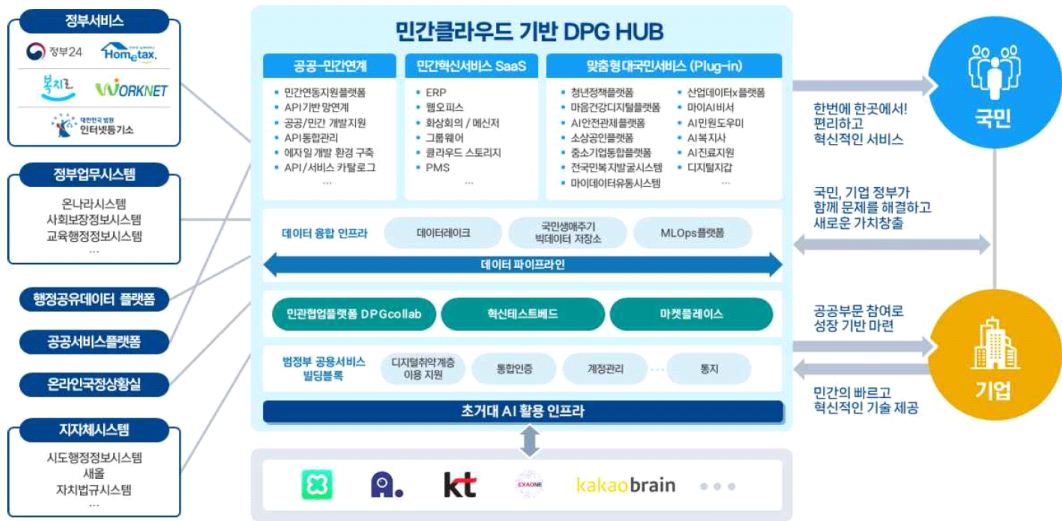 정부서비스
정부24
Hometax.
복지로
WORKNET
대한민국 법원
인터넷등기소
정부업무시스템
온나라시스템
사회보장정보시스템
교육행정정보시스템
...
행정공유데이터 플랫폼
공공서비스플랫폼
온라인국정상황실
지자체시스템
시도행정정보시스템
새올
자치법규시스템
...
민간클라우드 기반 DPG HUB
공공-민간연계
• 민간연동지원플랫폼
• API기반 망연계
• 공공/민간 개발지원
• API통합관리
• 에자일 개발 환경 구축
• API/서비스 카탈로그
...
민간혁신서비스 SaaS
• ERP
• 웹오피스
• 화상회의 / 메신저
• 그룹웨어
• 클라우드 스토리지
• PMS
...
맞춤형 대국민서비스 (Plug-in)
• 청년정책플랫폼
• 마음건강디지털플랫폼
• AI안전관제플랫폼
• 소상공인플랫폼
• 중소기업통합플랫폼
• 전국민복지발굴시스템
• 마이데이터유통시스템
• 산업데이터x플랫폼
• 마이AI비서
• AI민원도우미
• AI복지사
• AI진료지원
• 디지털지갑
...
데이터 융합 인프라
데이터레이크
국민생애주기
빅데이터 저장소
MLOps플랫폼
데이터 파이프라인
민관협업플랫폼 DPGcollab
혁신테스트베드
마켓플레이스
범정부 공용서비스
빌딩블록
디지털취약계층
이용 지원
통합인증
계정관리
통지
초거대 AI 활용 인프라
A.
kt
EXAONE
kakaobrain
한번에 한곳에서!
편리하고
혁신적인 서비스
국민
국민, 기업 정부가
함께 문제를 해결하고
새로운 가치창출
공공부문 참여로
성장 기반 마련
민간의 빠르고
혁신적인 기술 제공
기업